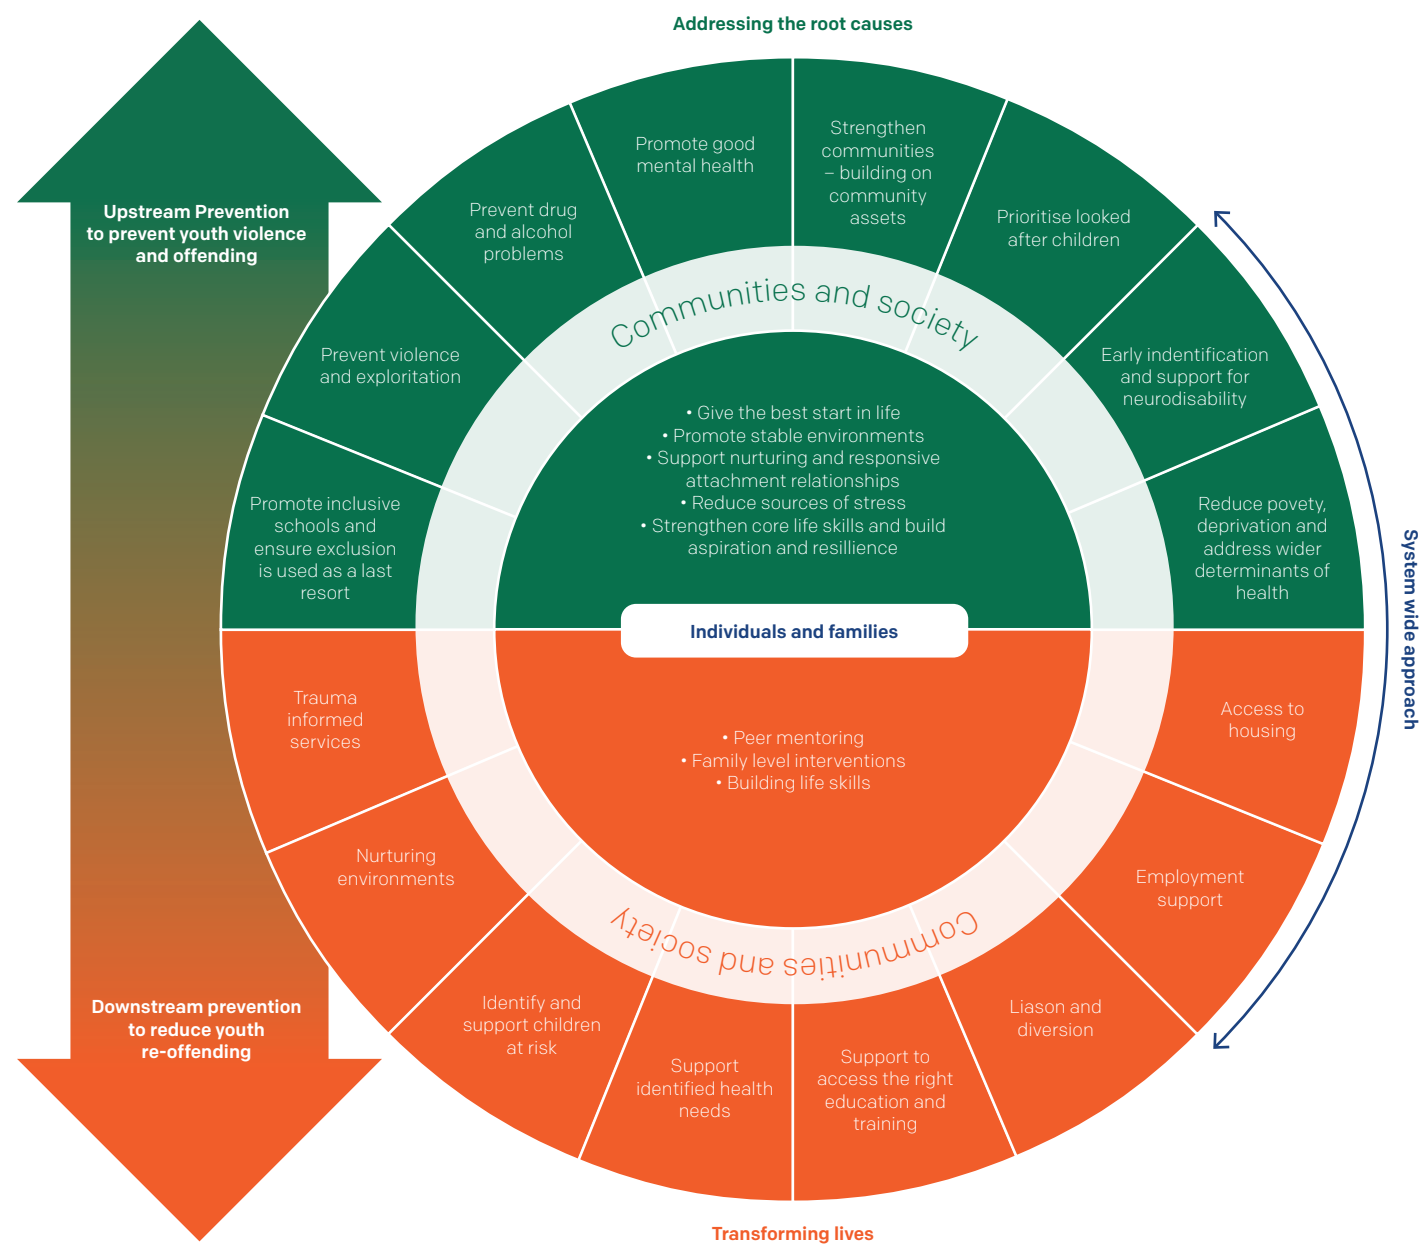 Addressing the root causes
Upstream Prevention
to prevent youth violence
and offending
Promote inclusive
schools and
ensure exclusion
is used as a last
resort
Prevent violence
and exploritation
Prevent drug
and alcohol
problems
Promote good
mental health
Strengthen
communities
– building on
community
assets
Prioritise looked
after children
Early indentification
and support for
neurodisability
Reduce povety,
deprivation and
address wider
determinants of
health
Communities and society
• Give the best start in life
• Promote stable environments
• Support nurturing and responsive
attachment relationships
• Reduce sources of stress
• Strengthen core life skills and build
aspiration and resillience
Individuals and families
• Peer mentoring
• Family level interventions
• Building life skills
Communities and society
Trauma
informed
services
Nurturing
environments
Identify and
support children
at risk
Support
identified health
needs
Support to
access the right
education and
training
Liason and
diversion
Employment
support
Access to
housing
System wide approach
Downstream prevention
to reduce youth
re-offending
Transforming lives